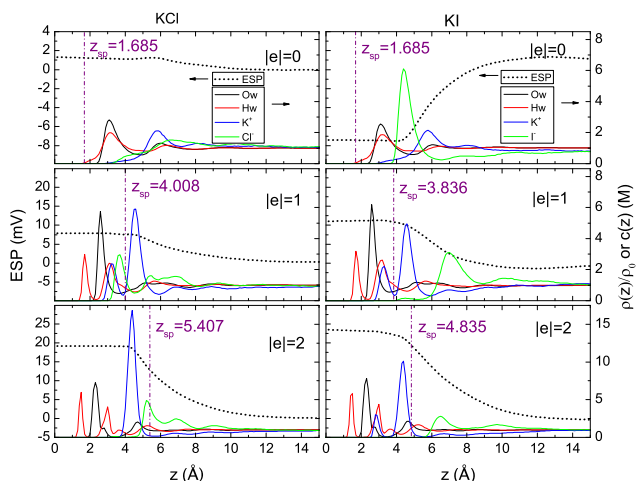 KCl KI
z_sp=1.685 |e|=0 z_sp=1.685 |e|=0
ESP ESP
Ow Ow
Hw Hw
K⁺ K⁺
Cl⁻ I⁻
4 2 0 -2 -4 -6 -8 8 6 4 2 0
z_sp=4.008 |e|=1 z_sp=3.836 |e|=1
20 15 10 5 0 -5 8 6 4 2 0
ESP (mV) ρ(z)/ρ₀ or c(z) (M)
z_sp=5.407 |e|=2 z_sp=4.835 |e|=2
25 20 15 10 5 0 -5 15 10 5 0
0 2 4 6 8 10 12 14 0 2 4 6 8 10 12 14
z (Å) z (Å)